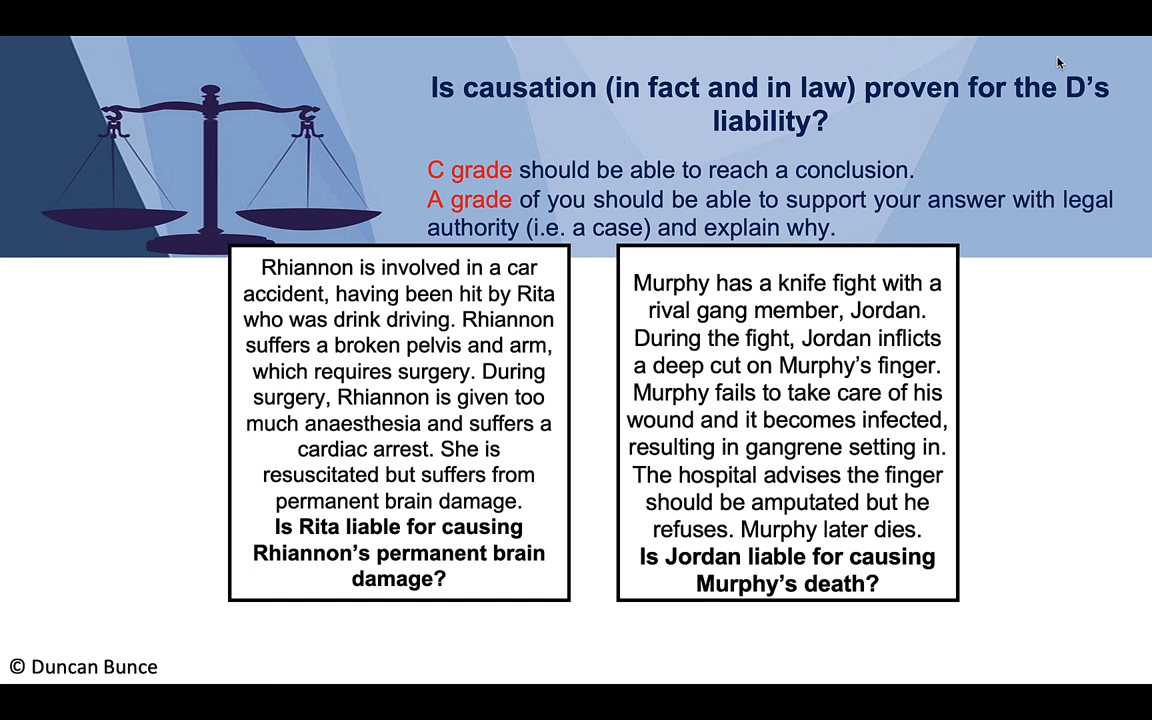 Is causation (in fact and in law) proven for the D's
liability?
C grade should be able to reach a conclusion.
A grade of you should be able to support your answer with legal
authority (i.e. a case) and explain why.
Rhiannon is involved in a car
accident, having been hit by Rita
who was drink driving. Rhiannon
suffers a broken pelvis and arm,
which requires surgery. During
surgery, Rhiannon is given too
much anaesthesia and suffers a
cardiac arrest. She is
resuscitated but suffers from
permanent brain damage.
Is Rita liable for causing
Rhiannon's permanent brain
damage?
Murphy has a knife fight with a
rival gang member, Jordan.
During the fight, Jordan inflicts
a deep cut on Murphy's finger.
Murphy fails to take care of his
wound and it becomes infected,
resulting in gangrene setting in.
The hospital advises the finger
should be amputated but he
refuses. Murphy later dies.
Is Jordan liable for causing
Murphy's death?
© Duncan Bunce